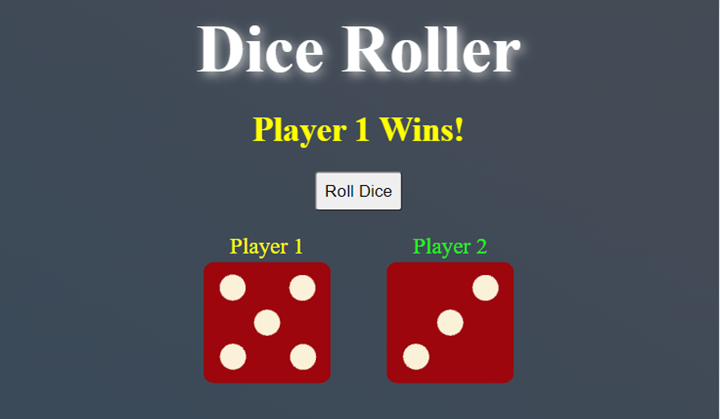 Dice Roller
Player 1 Wins!
Roll Dice
Player 1
Player 2